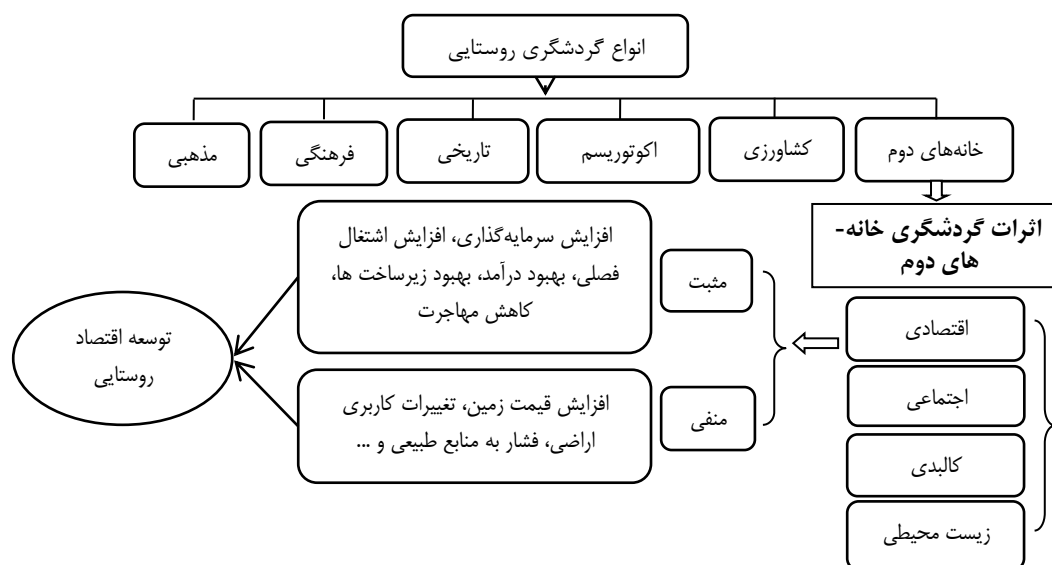 انواع گردشگری روستایی
خانه‌های دوم
کشاورزی
اکوتوریسم
تاریخی
فرهنگی
مذهبی
اثرات گردشگری خانه-
های دوم
اقتصادی
اجتماعی
کالبدی
زیست محیطی
مثبت
منفی
افزایش سرمایه‌گذاری، افزایش اشتغال
فصلی، بهبود درآمد، بهبود زیرساخت ها،
کاهش مهاجرت
افزایش قیمت زمین، تغییرات کاربری
اراضی، فشار به منابع طبیعی و ...
توسعه اقتصاد
روستایی